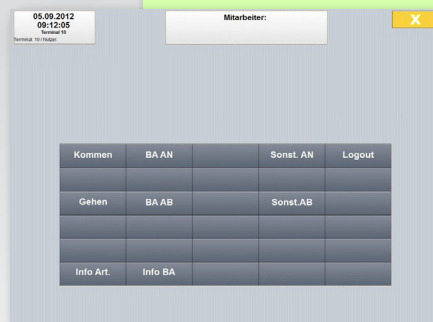 05.09.2012
09:12:05
Terminal 10
Terminal 10 / Nutzer:
Mitarbeiter:
X
Kommen BA AN Sonst. AN Logout
Gehen BA AB Sonst.AB
Info Art. Info BA